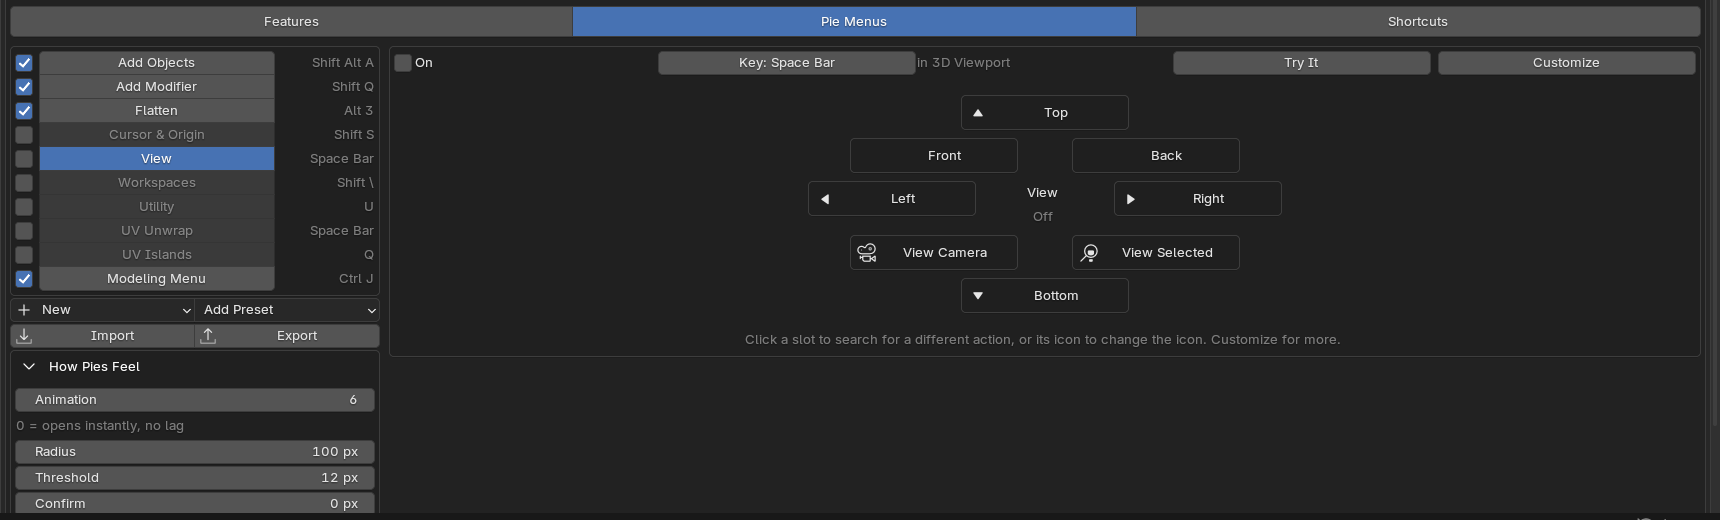 Features Pie Menus Shortcuts
Add Objects Shift Alt A
Add Modifier Shift Q
Flatten Alt 3
Cursor & Origin Shift S
View Space Bar
Workspaces Shift \
Utility U
UV Unwrap Space Bar
UV Islands Q
Modeling Menu Ctrl J
New Add Preset
Import Export
How Pies Feel
Animation 6
0 = opens instantly, no lag
Radius 100 px
Threshold 12 px
Confirm 0 px
On Key: Space Bar in 3D Viewport Try It Customize
Top
Front Back
Left View Right
Off
View Camera View Selected
Bottom
Click a slot to search for a different action, or its icon to change the icon. Customize for more.